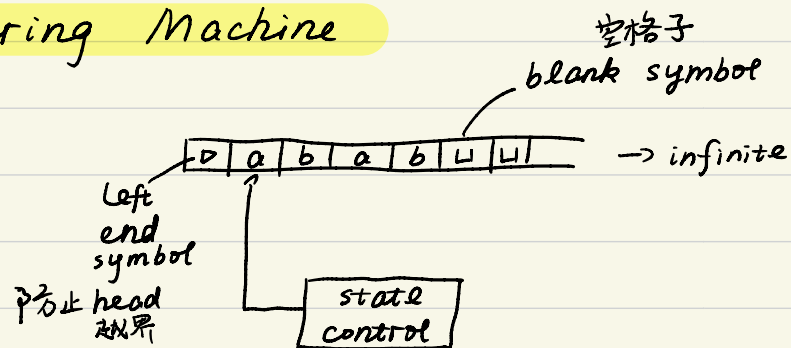 ring Machine
空格子
blank symbol
▷ a b a b ⊔ ⊔
→ infinite
left
end
symbol
防止 head
越界
state
control